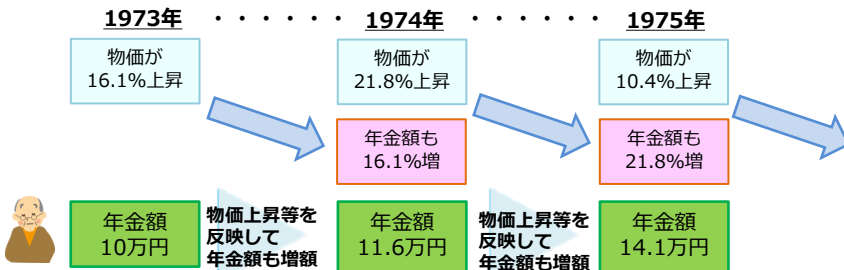 1973年 ・・・・・・ 1974年 ・・・・・・ 1975年
物価が
16.1%上昇
物価が
21.8%上昇
物価が
10.4%上昇
年金額も
16.1%増
年金額も
21.8%増
年金額
10万円
物価上昇等を
反映して
年金額も増額
年金額
11.6万円
物価上昇等を
反映して
年金額も増額
年金額
14.1万円